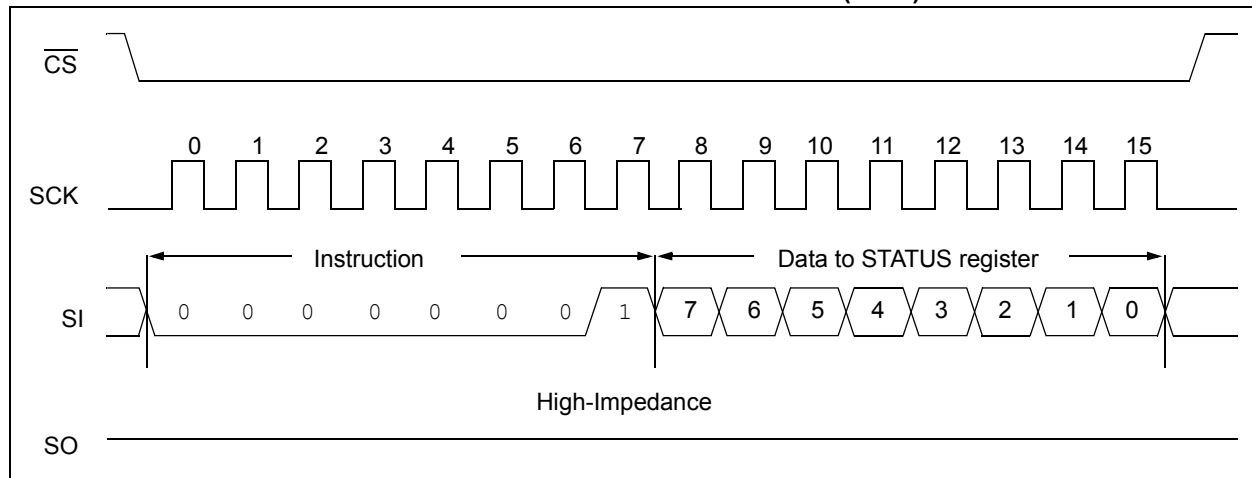 CS
0 1 2 3 4 5 6 7 8 9 10 11 12 13 14 15
SCK
Instruction Data to STATUS register
SI 0 0 0 0 0 0 0 1 7 6 5 4 3 2 1 0
High-Impedance
SO